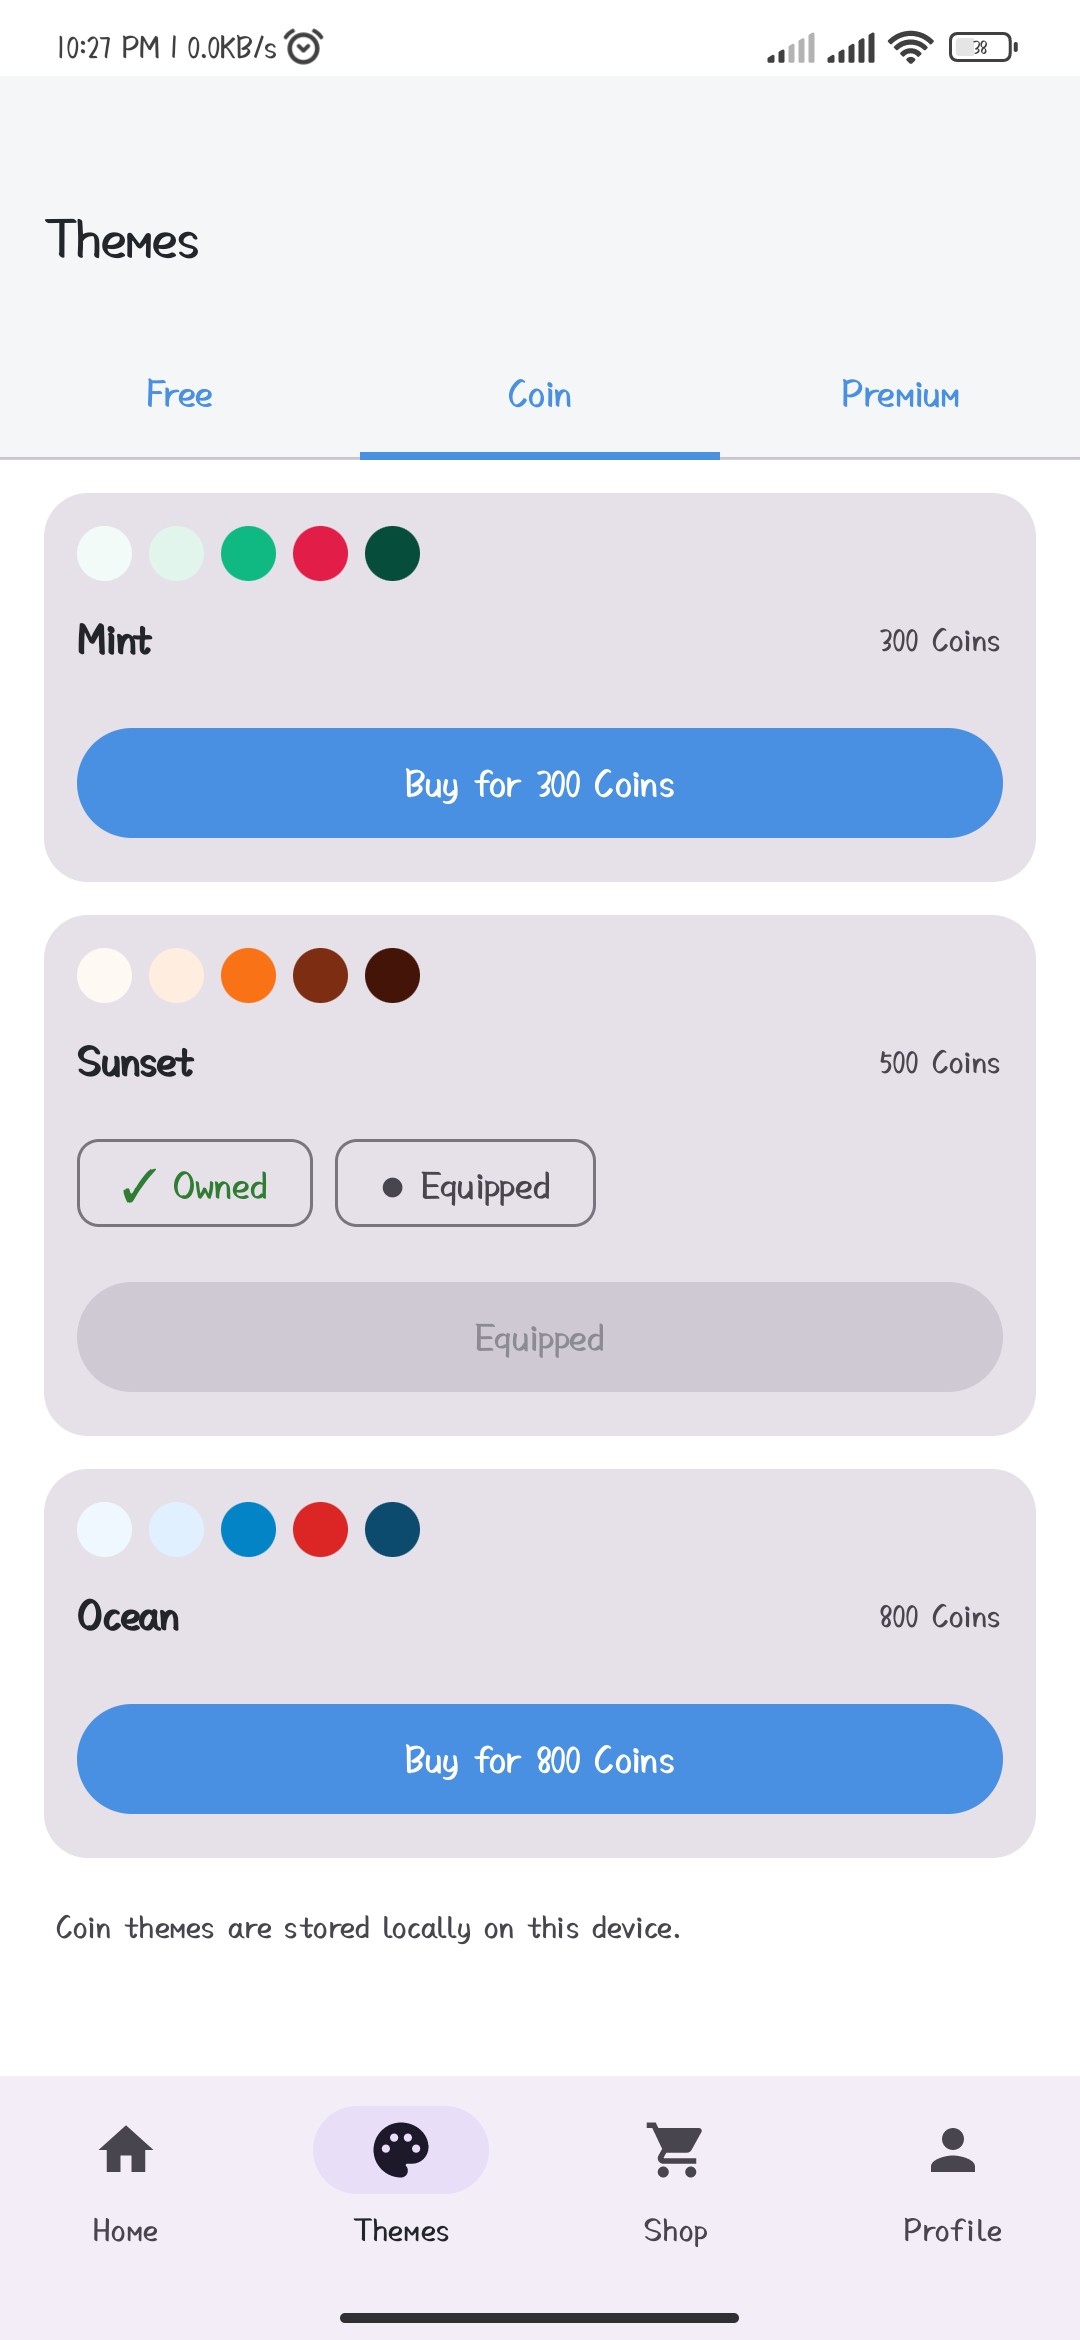 10:27 PM | 0.0KB/s
38
Themes
Free Coin Premium
Mint 300 Coins
Buy for 300 Coins
Sunset 500 Coins
✓ Owned ● Equipped
Equipped
Ocean 800 Coins
Buy for 800 Coins
Coin themes are stored locally on this device.
Home Themes Shop Profile